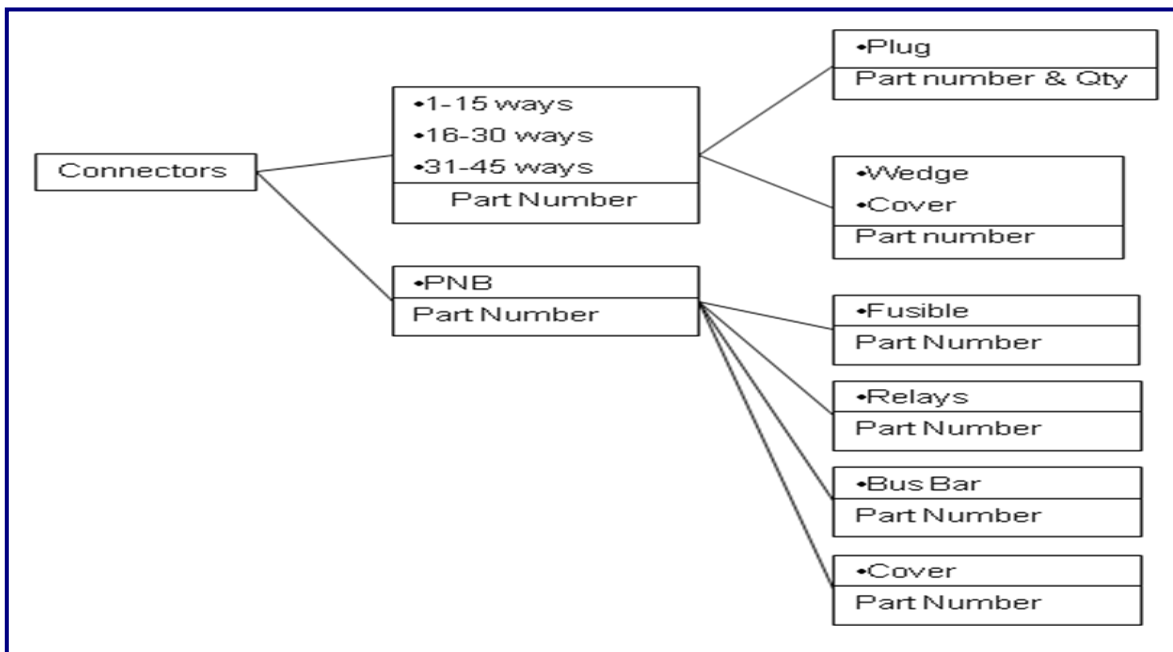 Connectors
•1-15 ways
•16-30 ways
•31-45 ways
Part Number
•PNB
Part Number
•Plug
Part number & Qty
•Wedge
•Cover
Part number
•Fusible
Part Number
•Relays
Part Number
•Bus Bar
Part Number
•Cover
Part Number